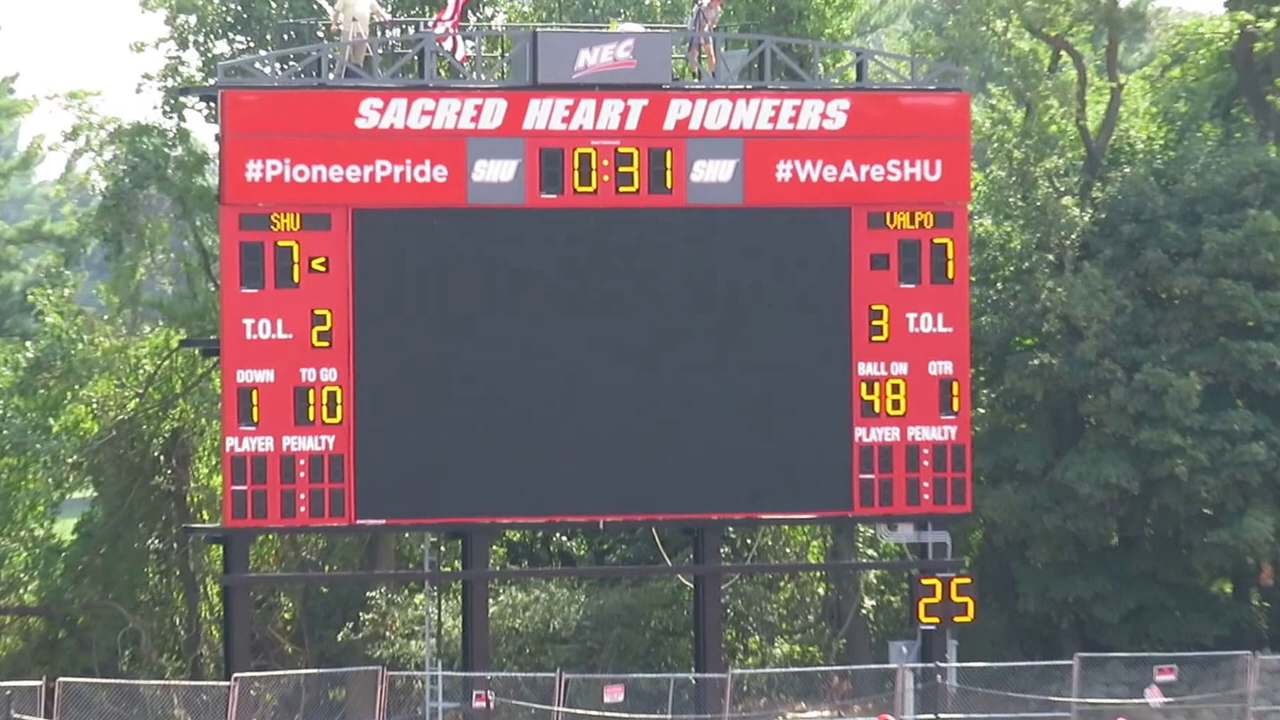 NEC
SACRED HEART PIONEERS
#PioneerPride SHU 0:31 SHU #WeAreSHU
SHU VALPO
7 < 7
T.O.L. 2 3 T.O.L.
DOWN TO GO BALL ON QTR
1 10 48 1
PLAYER PENALTY PLAYER PENALTY
25